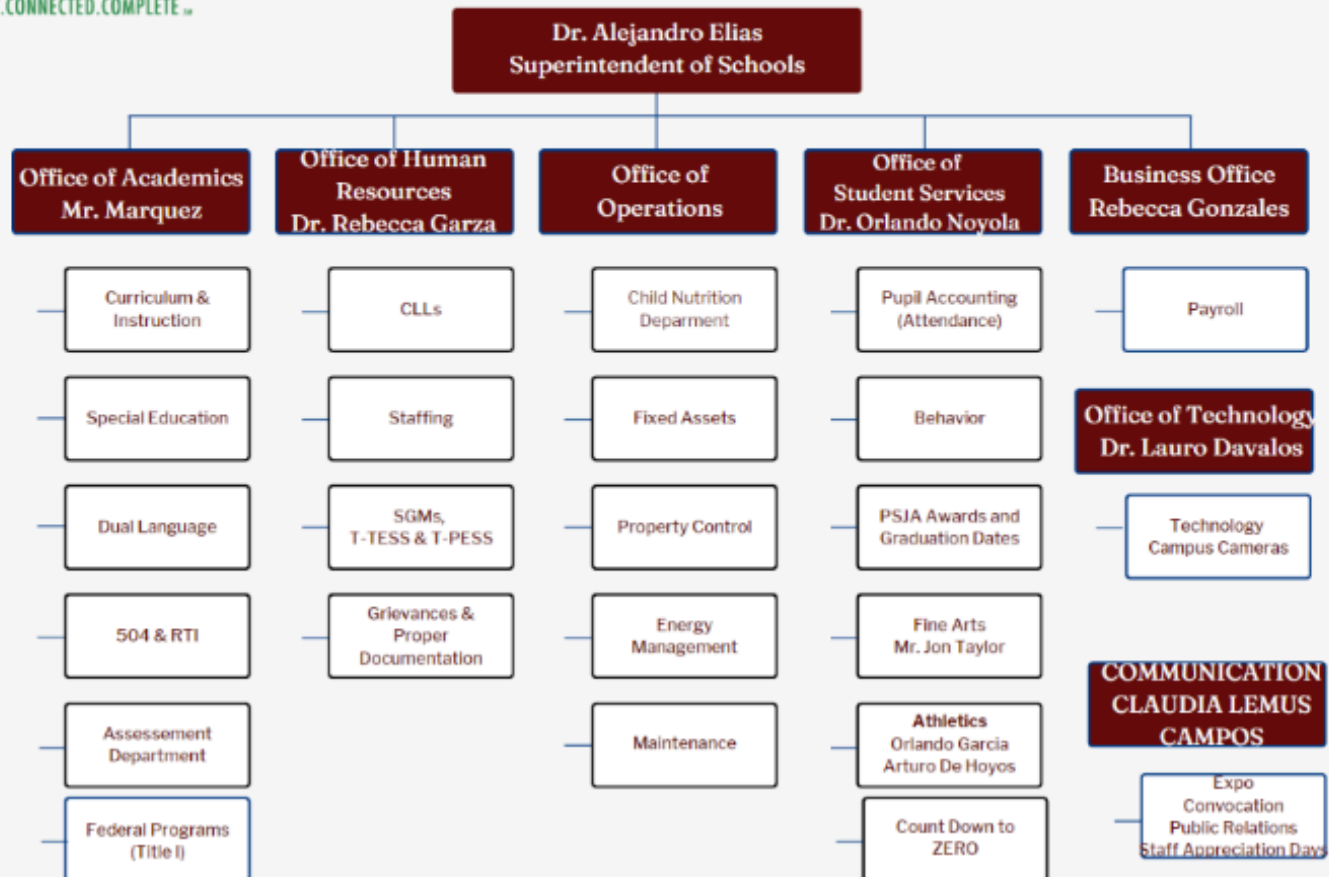 .CONNECTED.COMPLETE
Dr. Alejandro Elias
Superintendent of Schools
Office of Academics
Mr. Marquez
Curriculum &
Instruction
Special Education
Dual Language
504 & RTI
Assessement
Department
Federal Programs
(Title I)
Office of Human
Resources
Dr. Rebecca Garza
CLLs
Staffing
SGMs,
T-TESS & T-PESS
Grievances &
Proper
Documentation
Office of
Operations
Child Nutrition
Deparment
Fixed Assets
Property Control
Energy
Management
Maintenance
Office of
Student Services
Dr. Orlando Noyola
Pupil Accounting
(Attendance)
Behavior
PSJA Awards and
Graduation Dates
Fine Arts
Mr. Jon Taylor
Athletics
Orlando Garcia
Arturo De Hoyos
Count Down to
ZERO
Business Office
Rebecca Gonzales
Payroll
Office of Technology
Dr. Lauro Davalos
Technology
Campus Cameras
COMMUNICATION
CLAUDIA LEMUS
CAMPOS
Expo
Convocation
Public Relations
Staff Appreciation Days